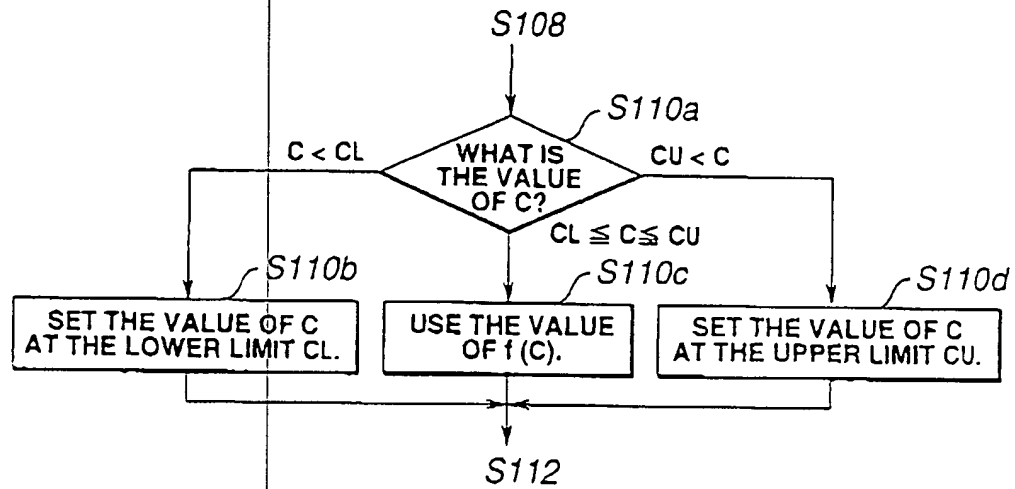 S108
S110a
C < CL
WHAT IS
THE VALUE
OF C?
CU < C
CL ≦ C ≦ CU
S110b
S110c
S110d
SET THE VALUE OF C
AT THE LOWER LIMIT CL.
USE THE VALUE
OF f (C).
SET THE VALUE OF C
AT THE UPPER LIMIT CU.
S112